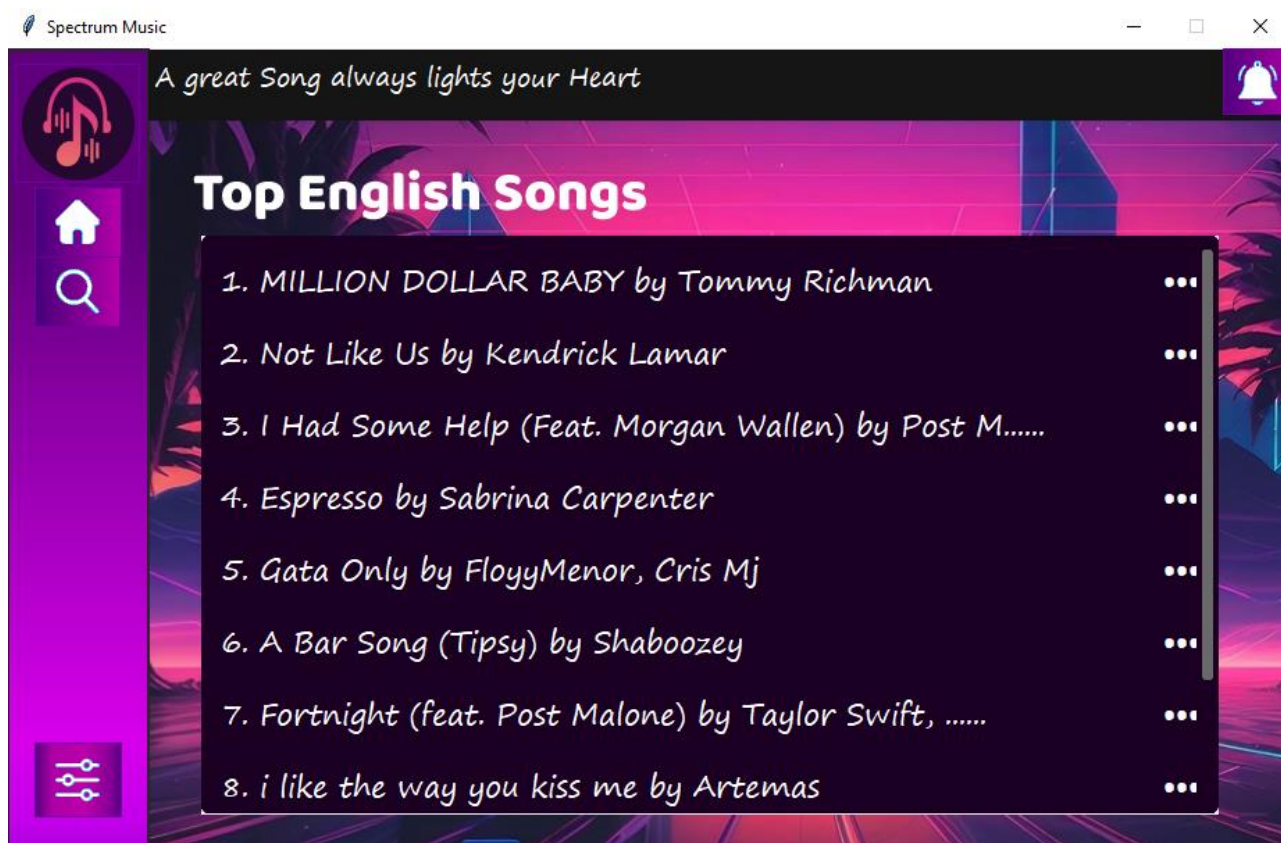 Spectrum Music
A great Song always lights your Heart
Top English Songs
1. MILLION DOLLAR BABY by Tommy Richman
2. Not Like Us by Kendrick Lamar
3. I Had Some Help (Feat. Morgan Wallen) by Post M......
4. Espresso by Sabrina Carpenter
5. Gata Only by FloyyMenor, Cris Mj
6. A Bar Song (Tipsy) by Shaboozey
7. Fortnight (feat. Post Malone) by Taylor Swift, ......
8. i like the way you kiss me by Artemas